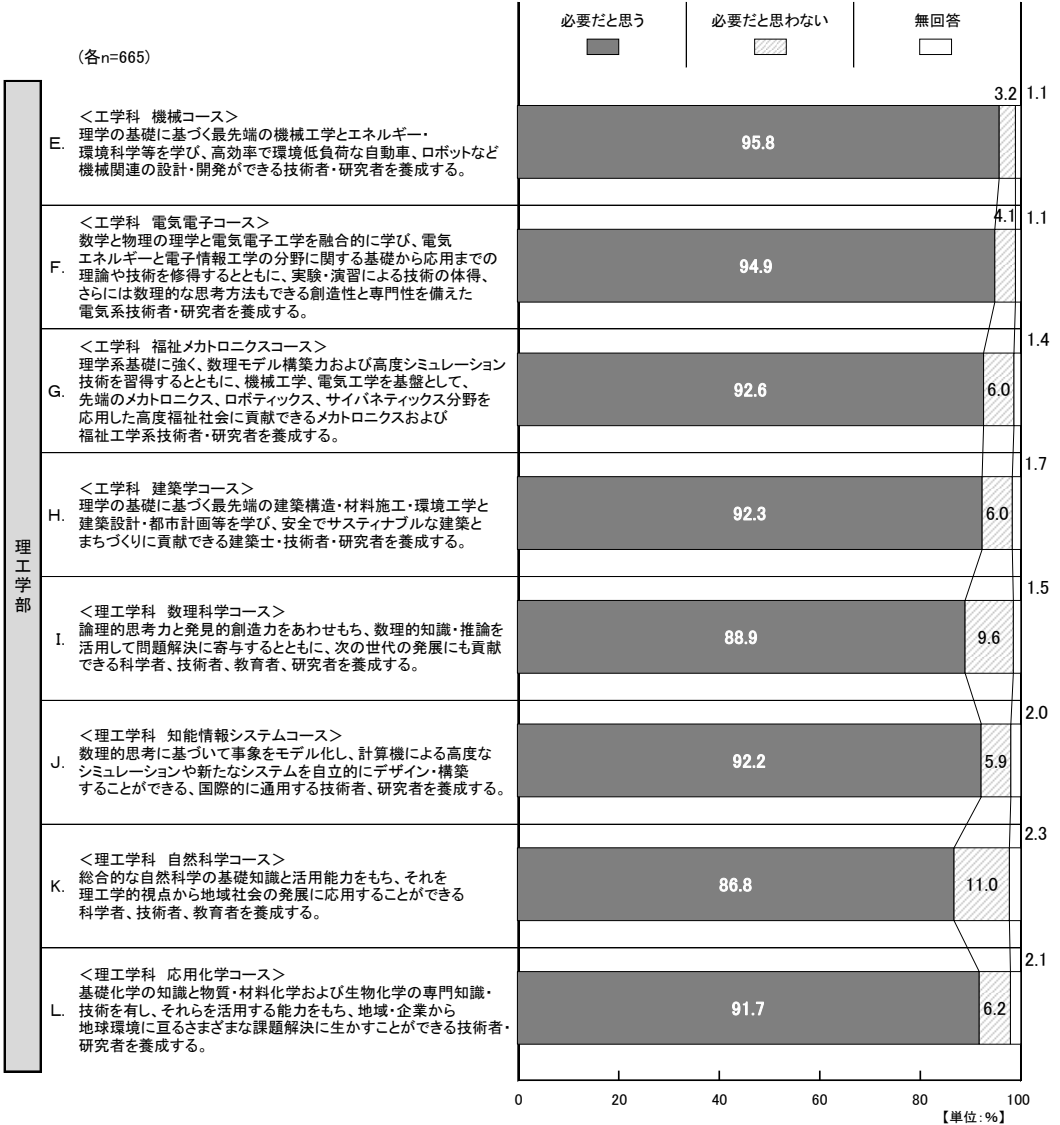 必要だと思う 必要だと思わない 無回答
(各n=665)
理工学部
E.
<工学科 機械コース>
理学の基礎に基づく最先端の機械工学とエネルギー・
環境科学等を学び、高効率で環境低負荷な自動車、ロボットなど
機械関連の設計・開発ができる技術者・研究者を養成する。
95.8 3.2 1.1
F.
<工学科 電気電子コース>
数学と物理の理学と電気電子工学を融合的に学び、電気
エネルギーと電子情報工学の分野に関する基礎から応用までの
理論や技術を修得するとともに、実験・演習による技術の体得、
さらには数理的な思考方法もできる創造性と専門性を備えた
電気系技術者・研究者を養成する。
94.9 4.1 1.1
G.
<工学科 福祉メカトロニクスコース>
理学系基礎に強く、数理モデル構築力および高度シミュレーション
技術を習得するとともに、機械工学、電気工学を基盤として、
先端のメカトロニクス、ロボティックス、サイバネティックス分野を
応用した高度福祉社会に貢献できるメカトロニクスおよび
福祉工学系技術者・研究者を養成する。
92.6 6.0 1.4
H.
<工学科 建築学コース>
理学の基礎に基づく最先端の建築構造・材料施工・環境工学と
建築設計・都市計画等を学び、安全でサスティナブルな建築と
まちづくりに貢献できる建築士・技術者・研究者を養成する。
92.3 6.0 1.7
I.
<理工学科 数理科学コース>
論理的思考力と発見的創造力をあわせもち、数理的知識・推論を
活用して問題解決に寄与するとともに、次の世代の発展にも貢献
できる科学者、技術者、教育者、研究者を養成する。
88.9 9.6 1.5
J.
<理工学科 知能情報システムコース>
数理的思考に基づいて事象をモデル化し、計算機による高度な
シミュレーションや新たなシステムを自立的にデザイン・構築
することができる、国際的に通用する技術者、研究者を養成する。
92.2 5.9 2.0
K.
<理工学科 自然科学コース>
総合的な自然科学の基礎知識と活用能力をもち、それを
理工学的視点から地域社会の発展に応用することができる
科学者、技術者、教育者を養成する。
86.8 11.0 2.3
L.
<理工学科 応用化学コース>
基礎化学の知識と物質・材料化学および生物化学の専門知識・
技術を有し、それらを活用する能力をもち、地域・企業から
地球環境に亘るさまざまな課題解決に生かすことができる技術者・
研究者を養成する。
91.7 6.2 2.1
0 20 40 60 80 100
【単位:%】